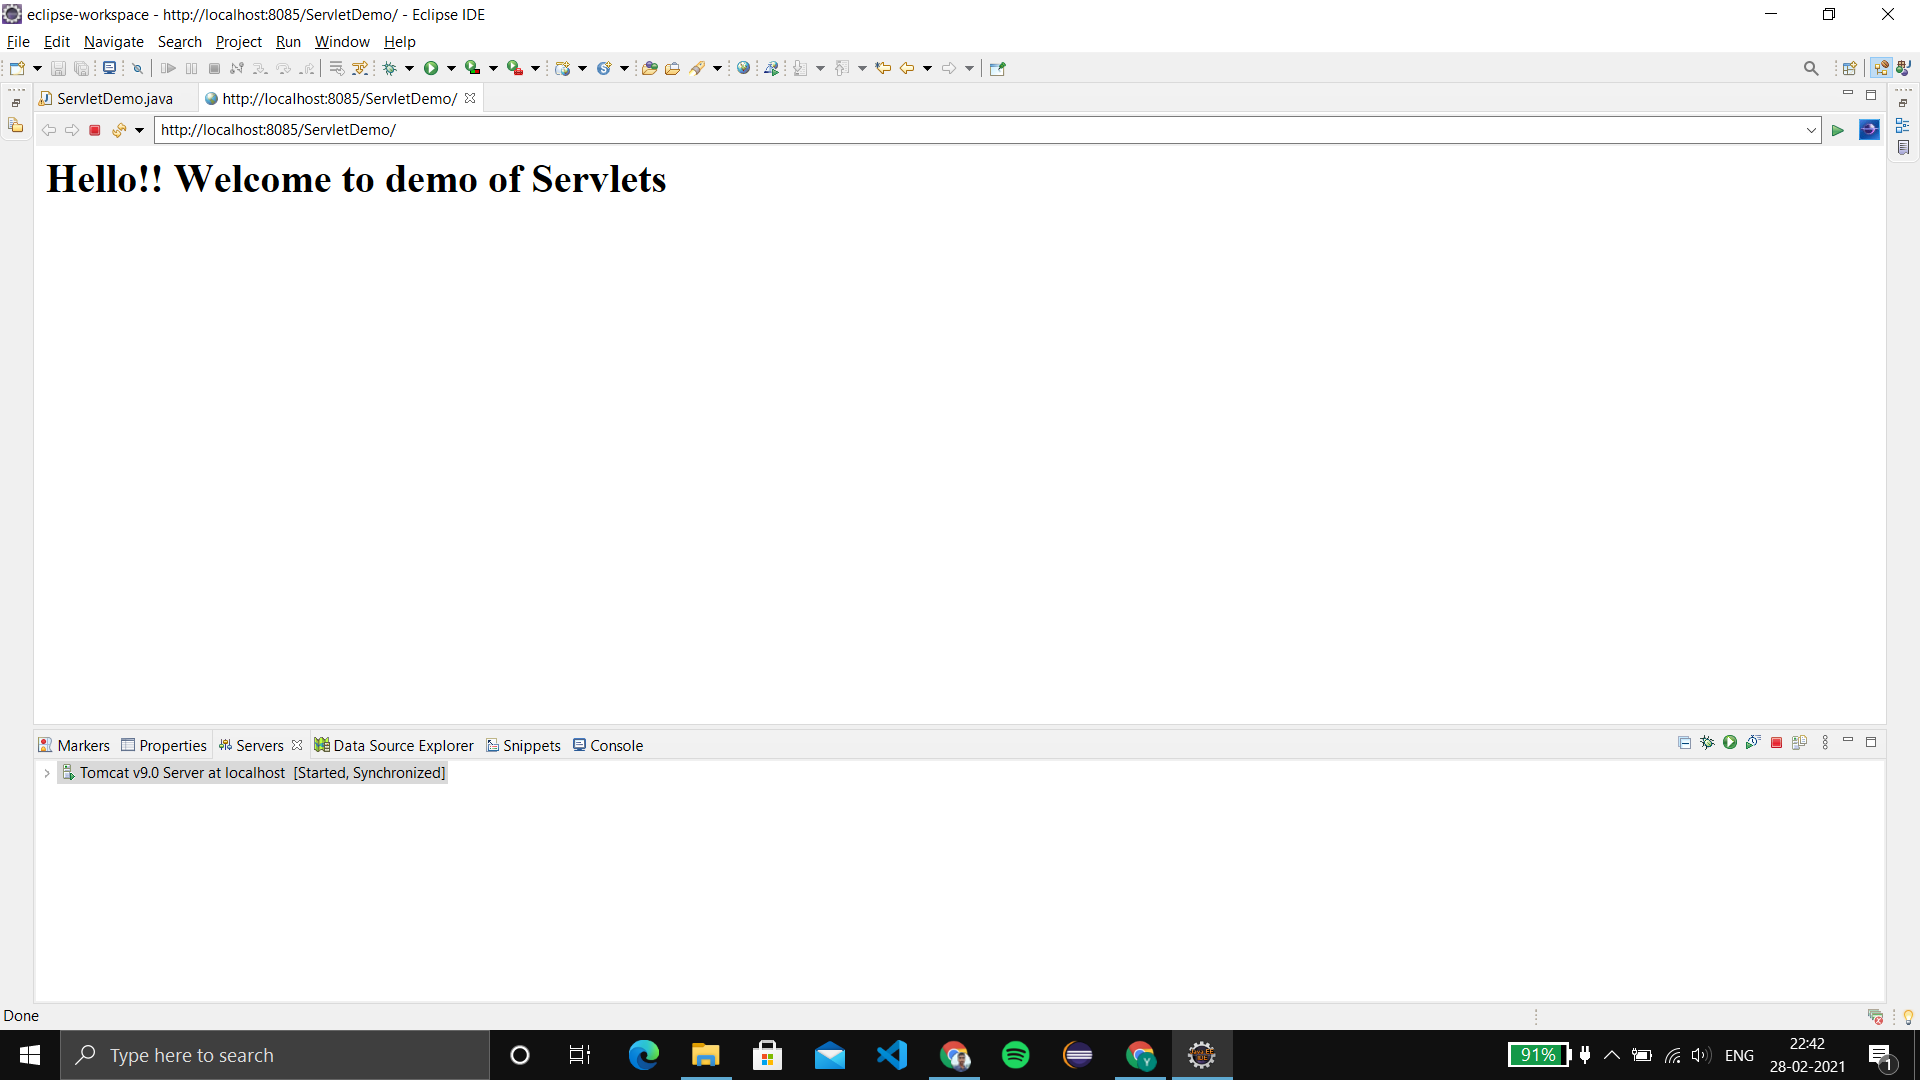 eclipse-workspace - http://localhost:8085/ServletDemo/ - Eclipse IDE
File Edit Navigate Search Project Run Window Help
ServletDemo.java http://localhost:8085/ServletDemo/
http://localhost:8085/ServletDemo/
Hello!! Welcome to demo of Servlets
Markers Properties Servers Data Source Explorer Snippets Console
Tomcat v9.0 Server at localhost [Started, Synchronized]
Done
Type here to search
91% ENG
22:42
28-02-2021
1